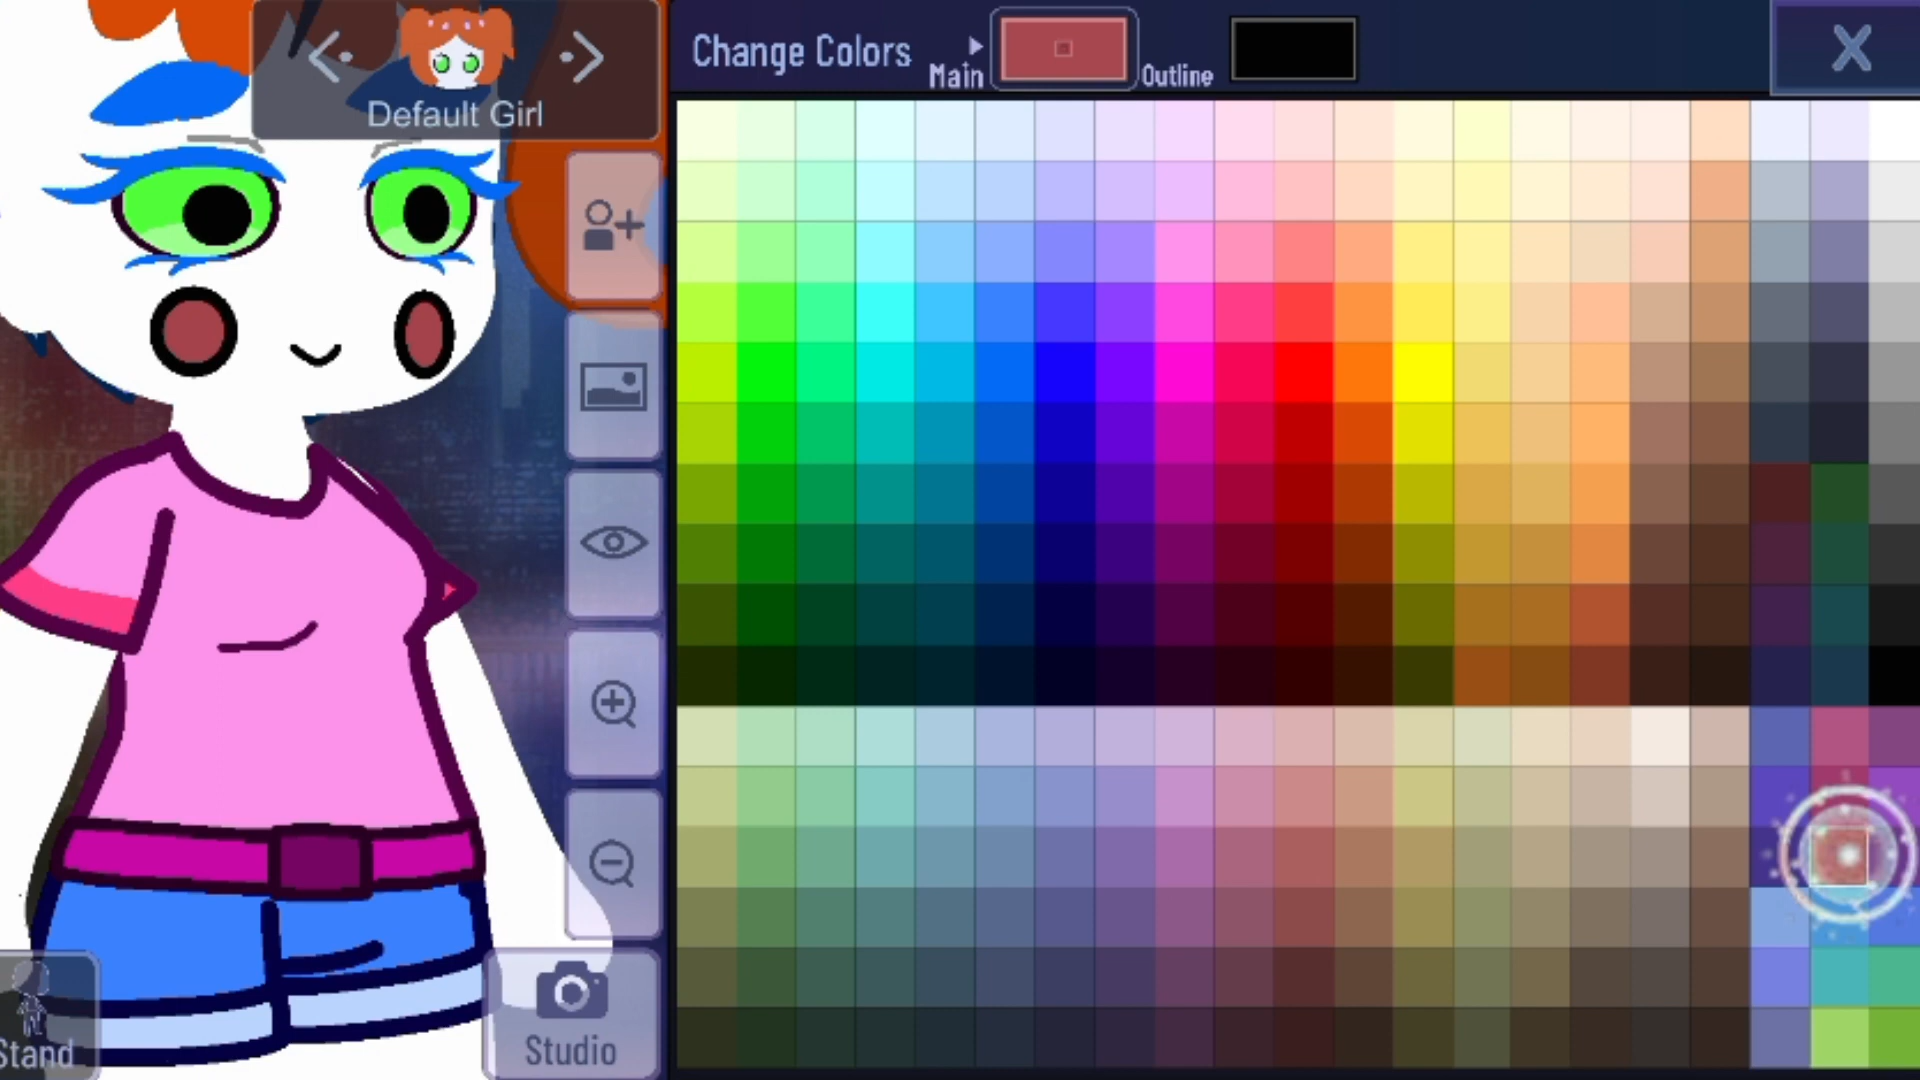 Change Colors
Main
Outline
X
Default Girl
Stand
Studio